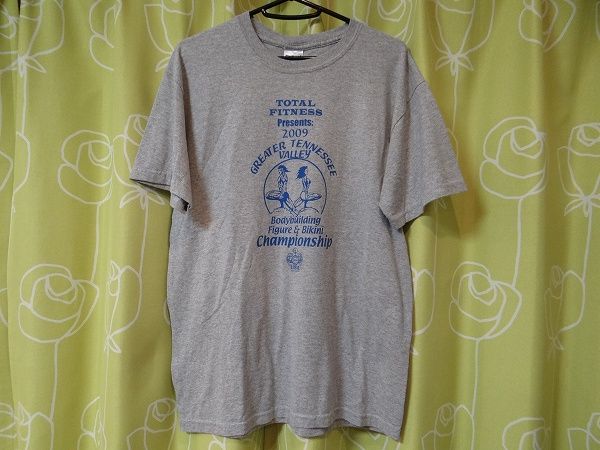 TOTAL
FITNESS
Presents:
2009
GREATER TENNESSEE
VALLEY
Bodybuilding
Figure & Bikini
Championship